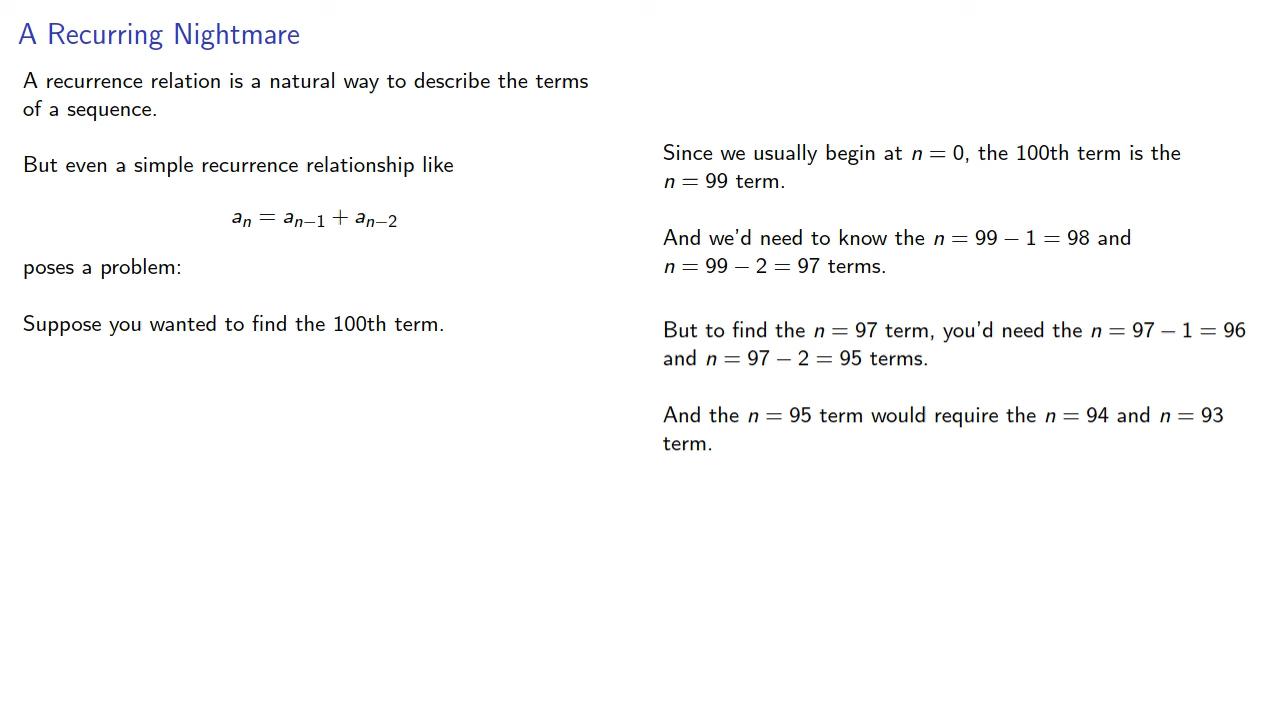 A Recurring Nightmare
A recurrence relation is a natural way to describe the terms
of a sequence.
But even a simple recurrence relationship like
aₙ = aₙ₋₁ + aₙ₋₂
poses a problem:
Suppose you wanted to find the 100th term.
Since we usually begin at n = 0, the 100th term is the
n = 99 term.
And we'd need to know the n = 99 − 1 = 98 and
n = 99 − 2 = 97 terms.
But to find the n = 97 term, you'd need the n = 97 − 1 = 96
and n = 97 − 2 = 95 terms.
And the n = 95 term would require the n = 94 and n = 93
term.